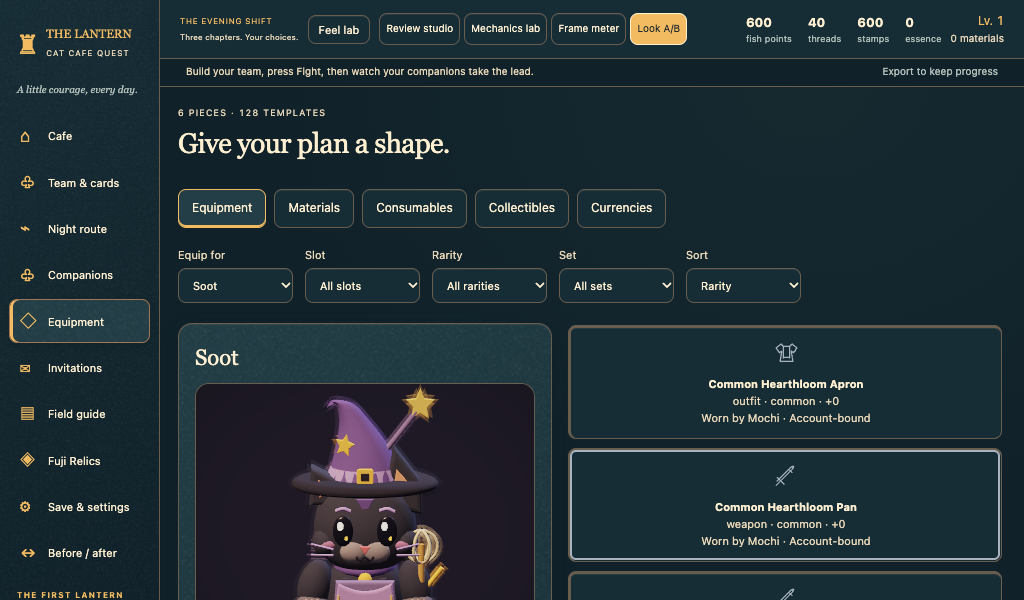 THE LANTERN
CAT CAFE QUEST
A little courage, every day.
Cafe
Team & cards
Night route
Companions
Equipment
Invitations
Field guide
Fuji Relics
Save & settings
Before / after
THE FIRST LANTERN
THE EVENING SHIFT
Three chapters. Your choices.
Feel lab
Review studio
Mechanics lab
Frame meter
Look A/B
600
fish points
40
threads
600
stamps
0
essence
Lv. 1
0 materials
Build your team, press Fight, then watch your companions take the lead.
Export to keep progress
6 PIECES · 128 TEMPLATES
Give your plan a shape.
Equipment
Materials
Consumables
Collectibles
Currencies
Equip for
Slot
Rarity
Set
Sort
Soot
All slots
All rarities
All sets
Rarity
Soot
Common Hearthloom Apron
outfit · common · +0
Worn by Mochi · Account-bound
Common Hearthloom Pan
weapon · common · +0
Worn by Mochi · Account-bound